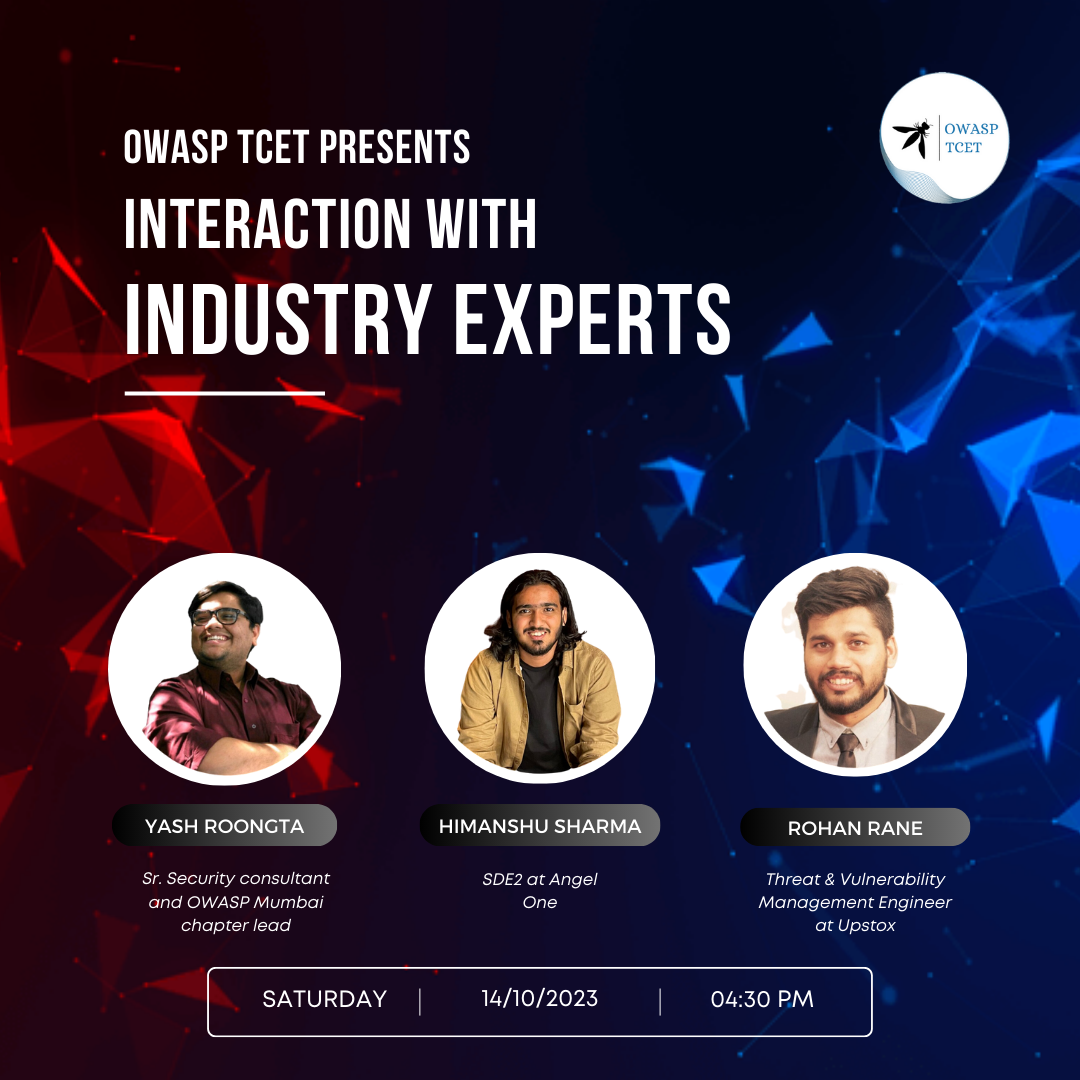 OWASP TCET PRESENTS
INTERACTION WITH
INDUSTRY EXPERTS
OWASP
TCET
YASH ROONGTA
Sr. Security consultant
and OWASP Mumbai
chapter lead
HIMANSHU SHARMA
SDE2 at Angel
One
ROHAN RANE
Threat & Vulnerability
Management Engineer
at Upstox
SATURDAY | 14/10/2023 | 04:30 PM